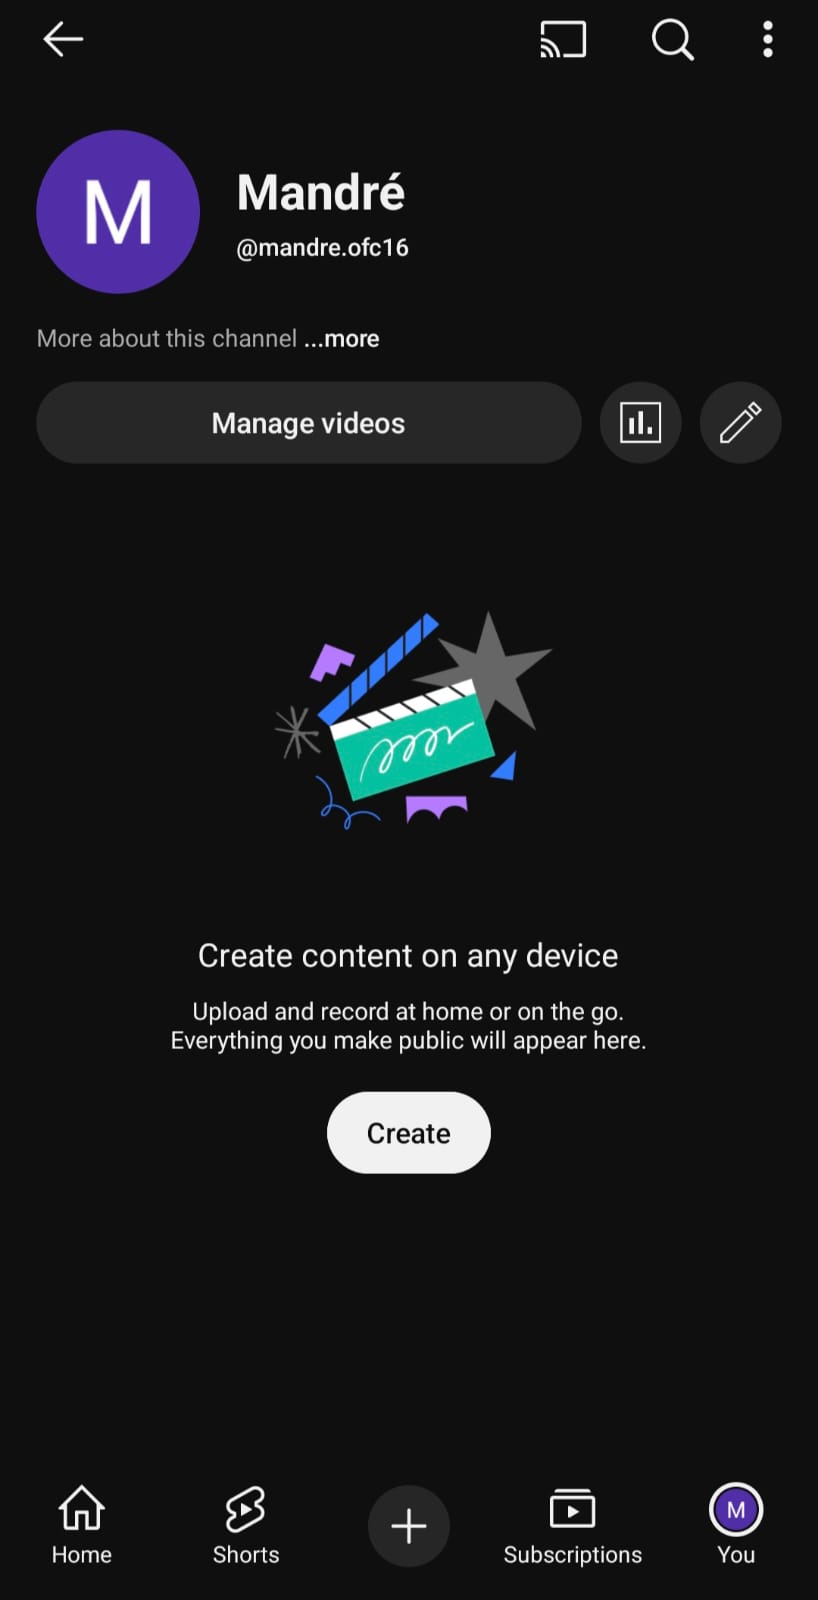 M
Mandré
@mandre.ofc16
More about this channel ...more
Manage videos
Create content on any device
Upload and record at home or on the go.
Everything you make public will appear here.
Create
Home
Shorts
Subscriptions
M
You